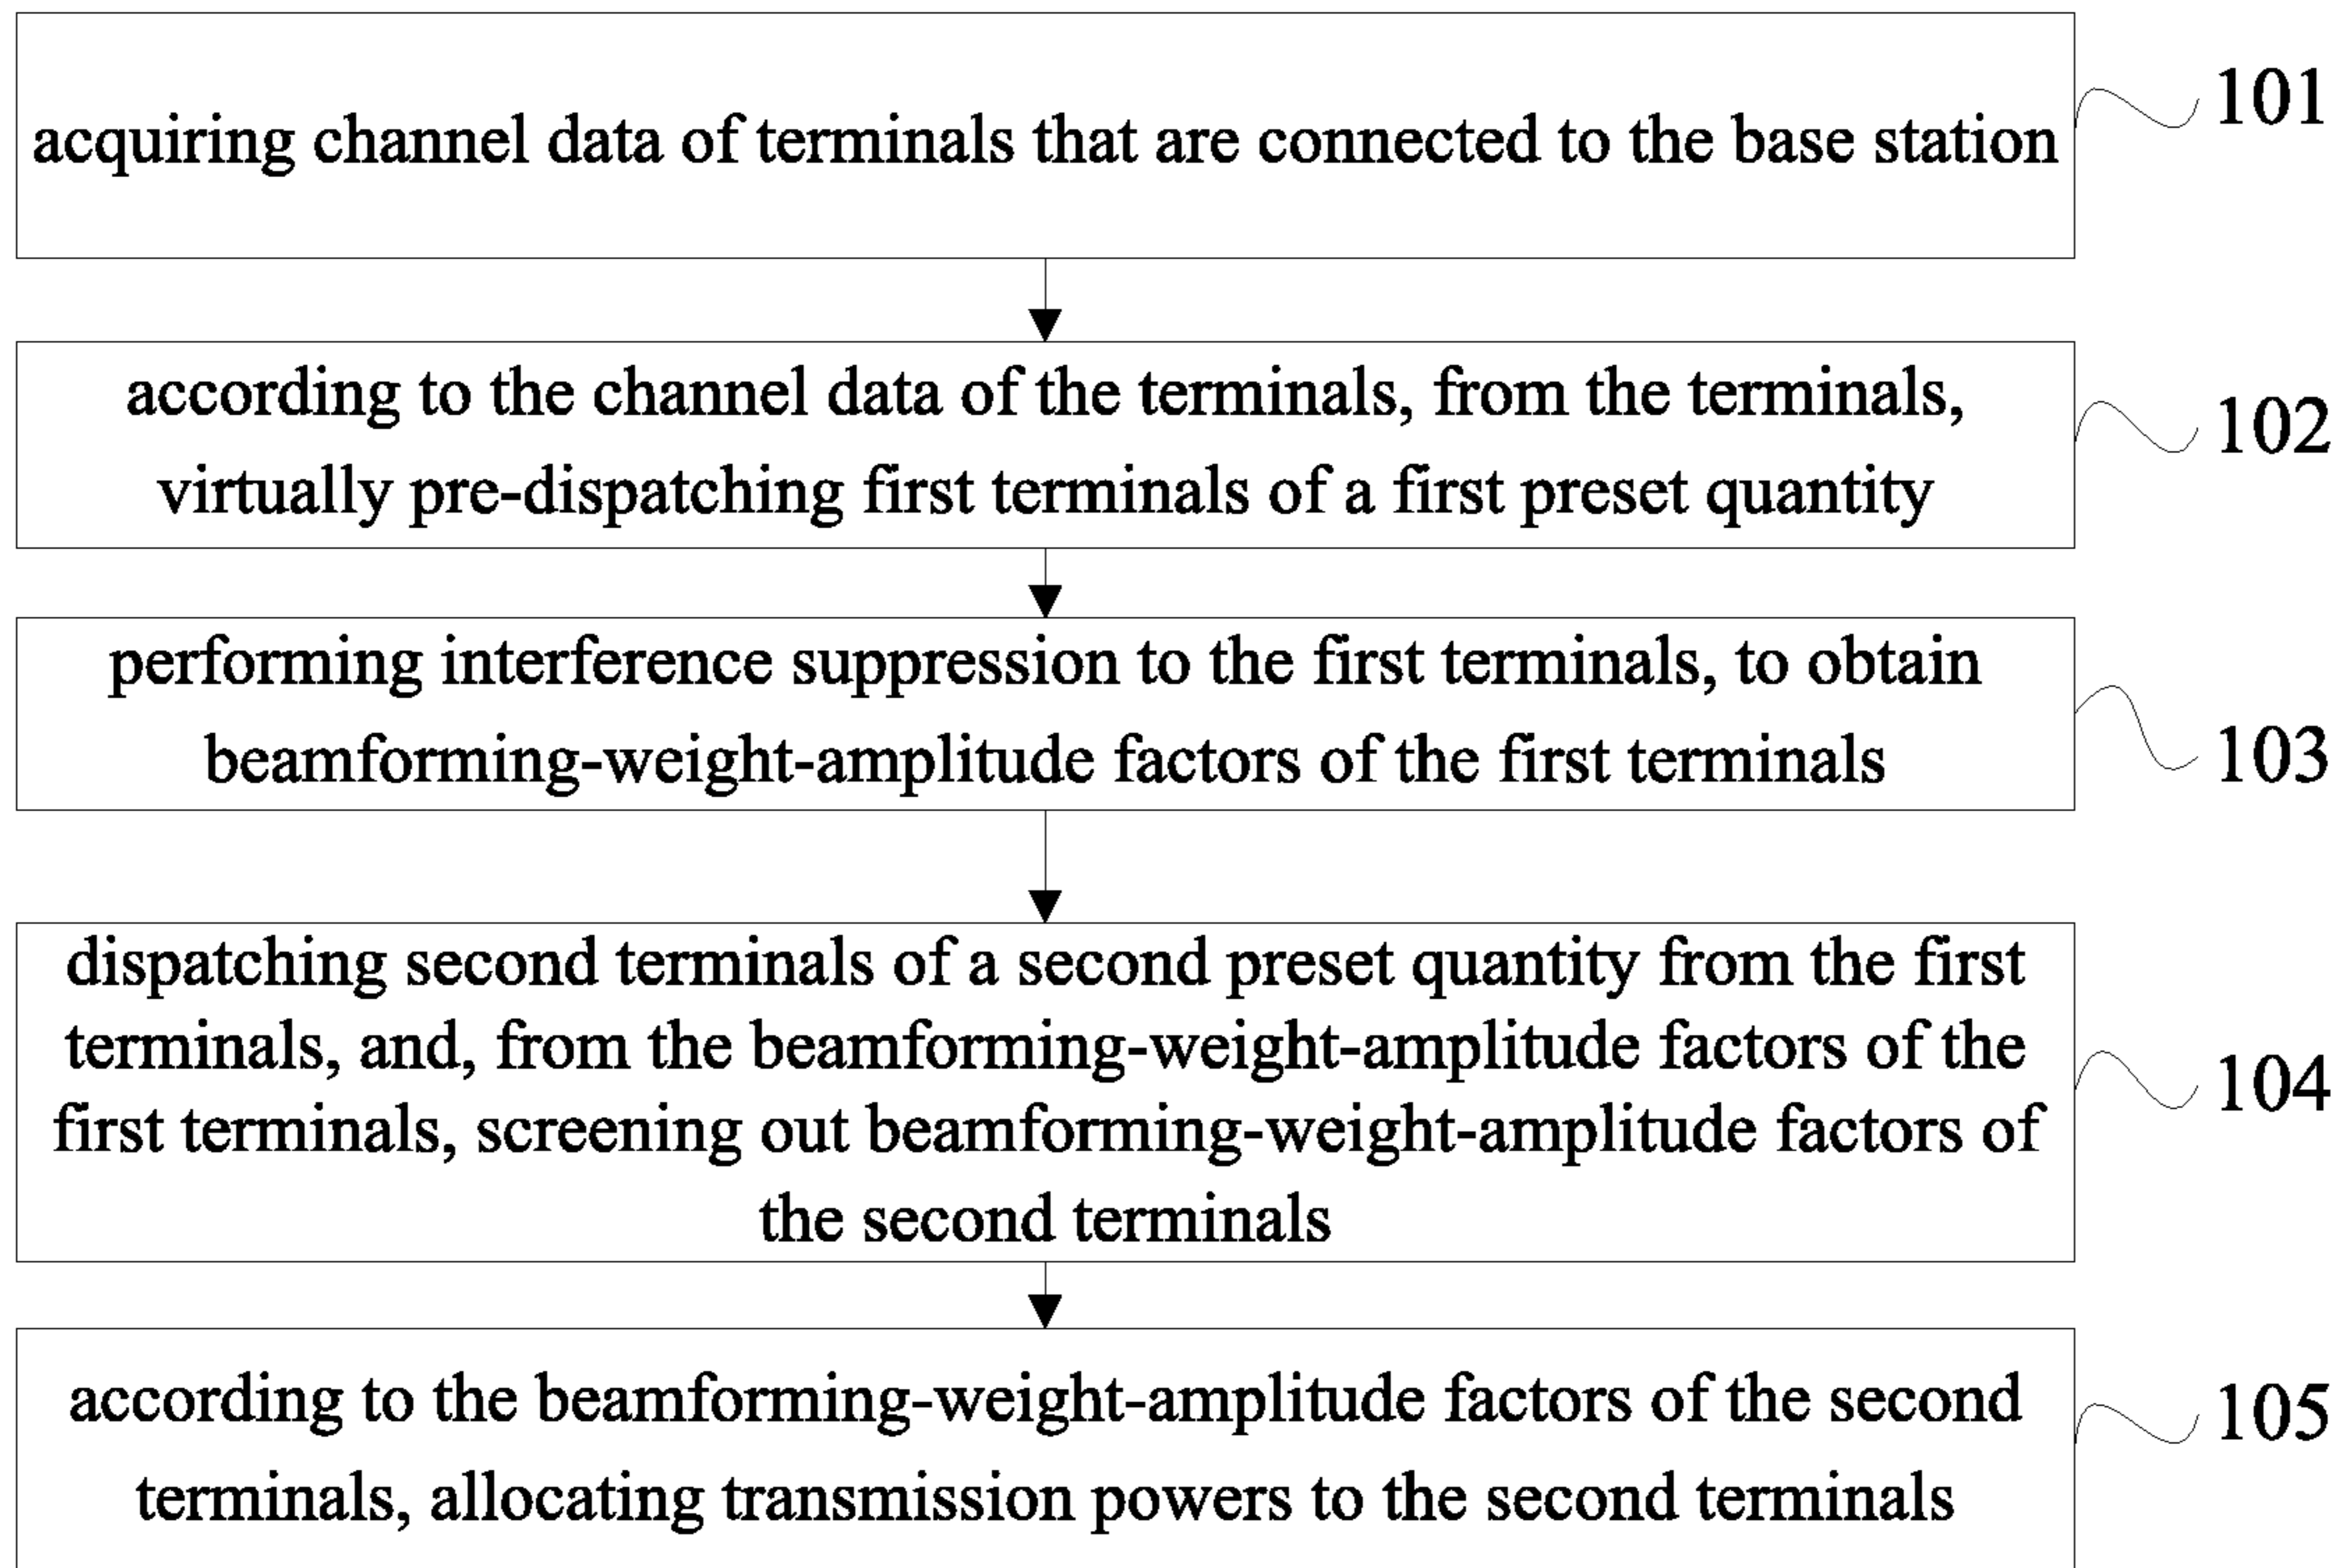 acquiring channel data of terminals that are connected to the base station
101
according to the channel data of the terminals, from the terminals,
virtually pre-dispatching first terminals of a first preset quantity
102
performing interference suppression to the first terminals, to obtain
beamforming-weight-amplitude factors of the first terminals
103
dispatching second terminals of a second preset quantity from the first
terminals, and, from the beamforming-weight-amplitude factors of the
first terminals, screening out beamforming-weight-amplitude factors of
the second terminals
104
according to the beamforming-weight-amplitude factors of the second
terminals, allocating transmission powers to the second terminals
105